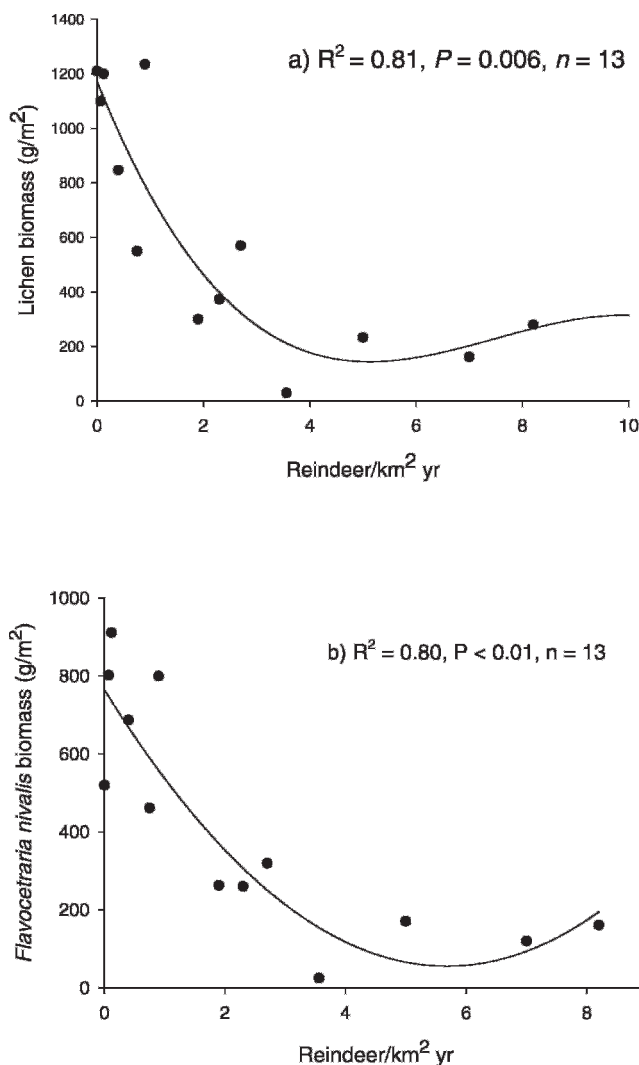 a) R² = 0.81, P = 0.006, n = 13
Lichen biomass (g/m²)
1400
1200
1000
800
600
400
200
0
0 2 4 6 8 10
Reindeer/km² yr
b) R² = 0.80, P < 0.01, n = 13
Flavocetraria nivalis biomass (g/m²)
1000
800
600
400
200
0
0 2 4 6 8
Reindeer/km² yr